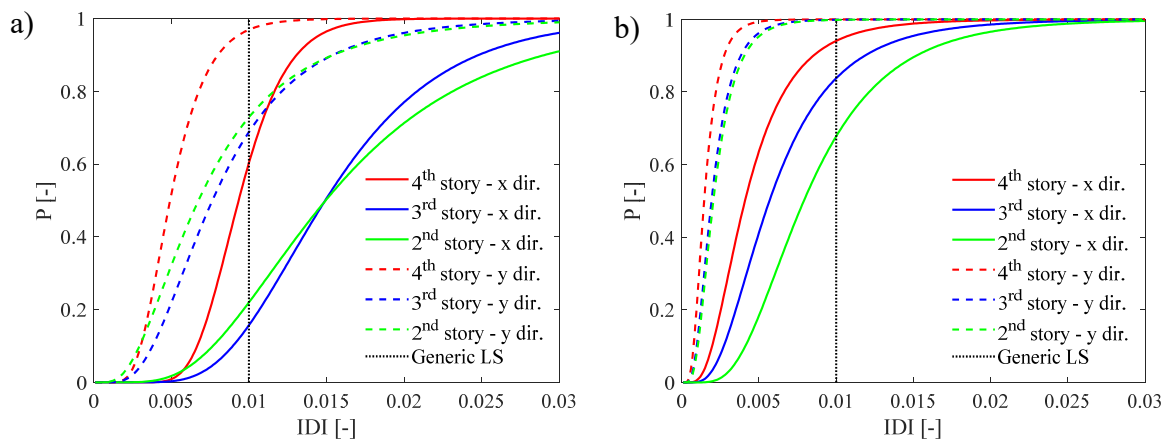 a)
P [-]
1
0.8
0.6
0.4
0.2
0
4th story - x dir.
3rd story - x dir.
2nd story - x dir.
4th story - y dir.
3rd story - y dir.
2nd story - y dir.
Generic LS
0 0.005 0.01 0.015 0.02 0.025 0.03
IDI [-]
b)
P [-]
1
0.8
0.6
0.4
0.2
0
4th story - x dir.
3rd story - x dir.
2nd story - x dir.
4th story - y dir.
3rd story - y dir.
2nd story - y dir.
Generic LS
0 0.005 0.01 0.015 0.02 0.025 0.03
IDI [-]